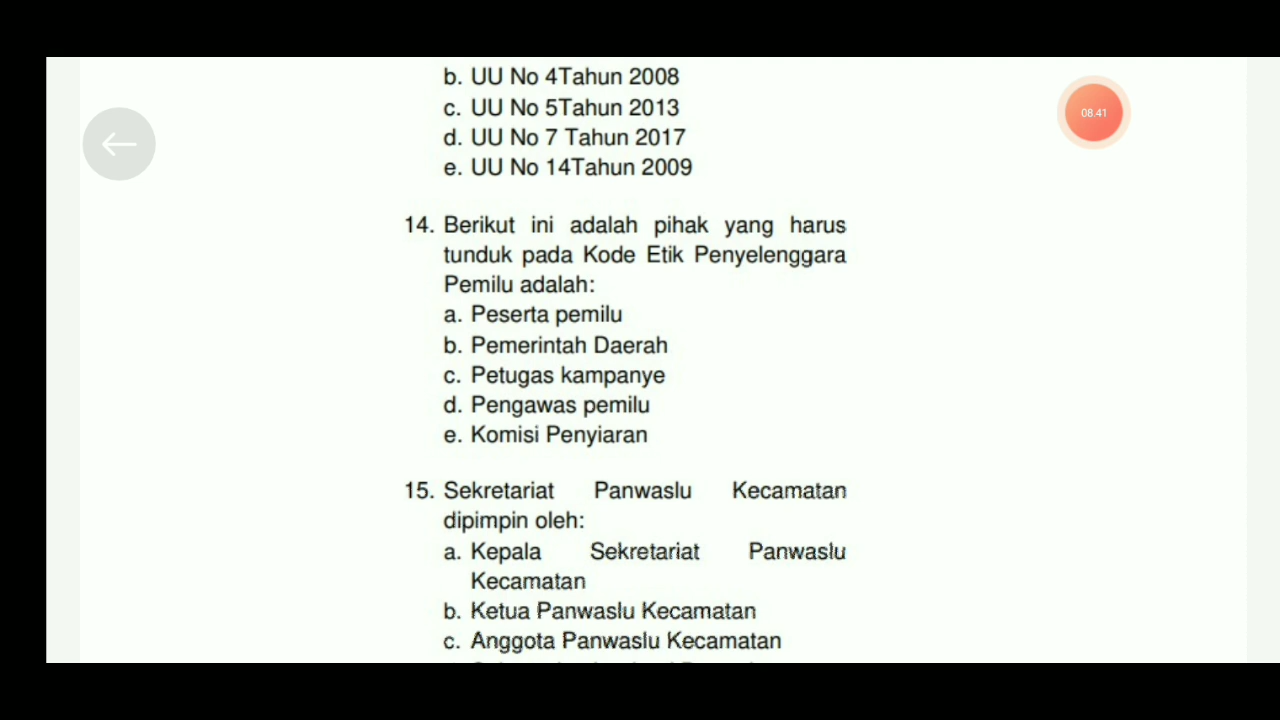 b. UU No 4Tahun 2008
c. UU No 5Tahun 2013
d. UU No 7 Tahun 2017
e. UU No 14Tahun 2009
08.41
14. Berikut ini adalah pihak yang harus
tunduk pada Kode Etik Penyelenggara
Pemilu adalah:
a. Peserta pemilu
b. Pemerintah Daerah
c. Petugas kampanye
d. Pengawas pemilu
e. Komisi Penyiaran
15. Sekretariat Panwaslu Kecamatan
dipimpin oleh:
a. Kepala Sekretariat Panwaslu
Kecamatan
b. Ketua Panwaslu Kecamatan
c. Anggota Panwaslu Kecamatan